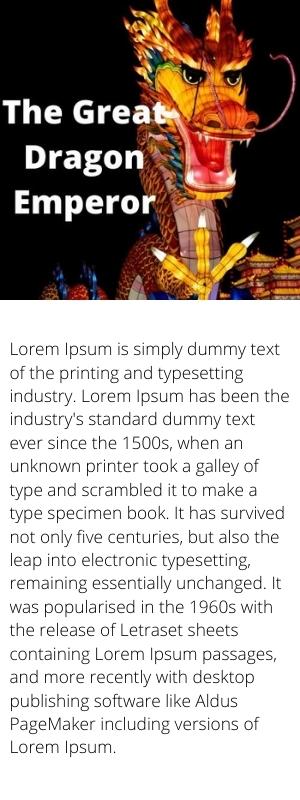 The Great
Dragon
Emperor
Lorem Ipsum is simply dummy text
of the printing and typesetting
industry. Lorem Ipsum has been the
industry's standard dummy text
ever since the 1500s, when an
unknown printer took a galley of
type and scrambled it to make a
type specimen book. It has survived
not only five centuries, but also the
leap into electronic typesetting,
remaining essentially unchanged. It
was popularised in the 1960s with
the release of Letraset sheets
containing Lorem Ipsum passages,
and more recently with desktop
publishing software like Aldus
PageMaker including versions of
Lorem Ipsum.